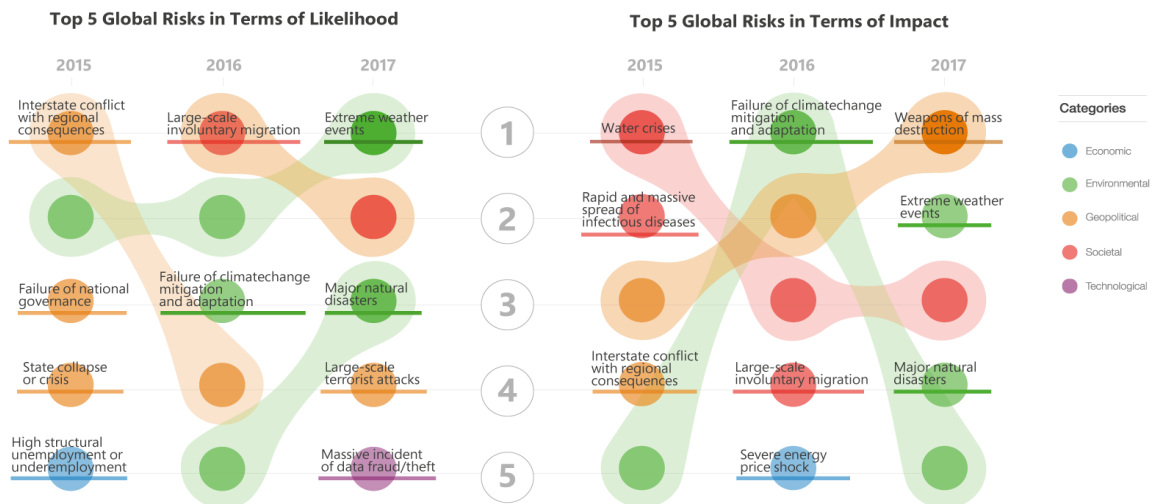 Top 5 Global Risks in Terms of Likelihood
2015
2016
2017
Interstate conflict
with regional
consequences
Large-scale
involuntary migration
Extreme weather
events
Failure of national
governance
Failure of climatechange
mitigation
and adaptation
Major natural
disasters
State collapse
or crisis
Large-scale
terrorist attacks
High structural
unemployment or
underemployment
Massive incident
of data fraud/theft
1
2
3
4
5
Top 5 Global Risks in Terms of Impact
2015
2016
2017
Water crises
Failure of climatechange
mitigation
and adaptation
Weapons of mass
destruction
Rapid and massive
spread of
infectious diseases
Extreme weather
events
Interstate conflict
with regional
consequences
Large-scale
involuntary migration
Major natural
disasters
Severe energy
price shock
Categories
Economic
Environmental
Geopolitical
Societal
Technological